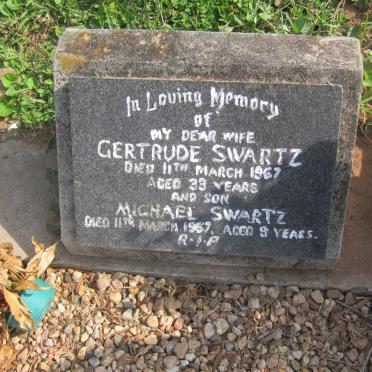 In Loving Memory
of
MY DEAR WIFE
GERTRUDE SWARTZ
DIED 11TH MARCH 1967
AGED 33 YEARS
AND SON
MICHAEL SWARTZ
DIED 11TH MARCH 1967, AGED 8 YEARS.
R.I.P